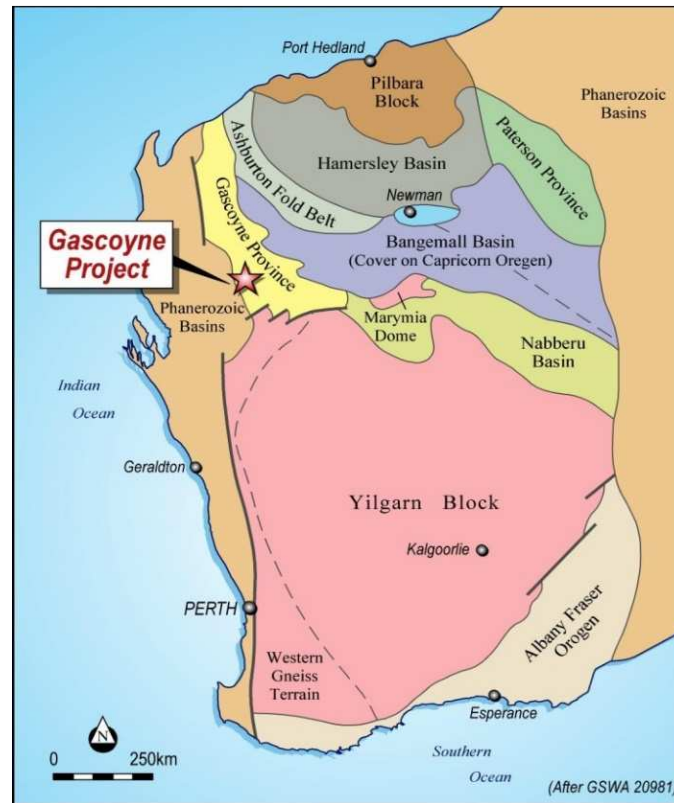 Port Hedland
Pilbara
Block
Phanerozoic
Basins
Paterson Province
Hamersley Basin
Ashburton Fold Belt
Newman
Gascoyne
Project
Gascoyne Province
Bangemall Basin
(Cover on Capricorn Oregen)
Phanerozoic
Basins
Marymia
Dome
Nabberu
Basin
Indian
Ocean
Geraldton
Yilgarn Block
Kalgoorlie
PERTH
Albany Fraser
Orogen
Western
Gneiss
Terrain
Esperance
N
0 250km
Southern
Ocean
(After GSWA 20981)